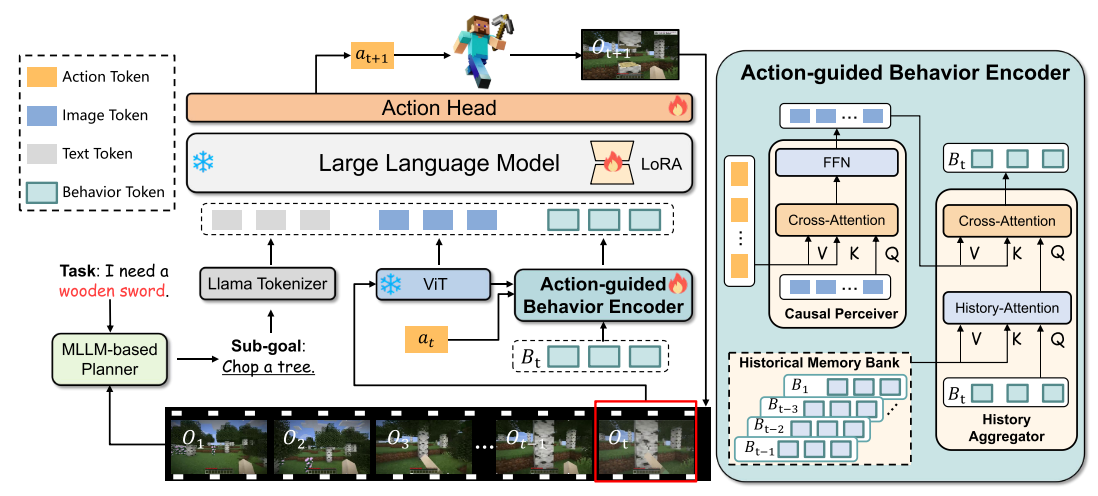 Action Token
Image Token
Text Token
Behavior Token
a_{t+1}
O_{t+1}
Action Head
Large Language Model
LoRA
Task: I need a
wooden sword.
Llama Tokenizer
ViT
Action-guided
Behavior Encoder
MLLM-based
Planner
Sub-goal:
Chop a tree.
a_t
B_t
O_1
O_2
O_3
...
O_{t-1}
O_t
Action-guided Behavior Encoder
...
FFN
Cross-Attention
V K Q
...
Causal Perceiver
B_t
Cross-Attention
V K Q
History-Attention
V K Q
B_t
History
Aggregator
Historical Memory Bank
B_1
...
B_{t-3}
B_{t-2}
B_{t-1}